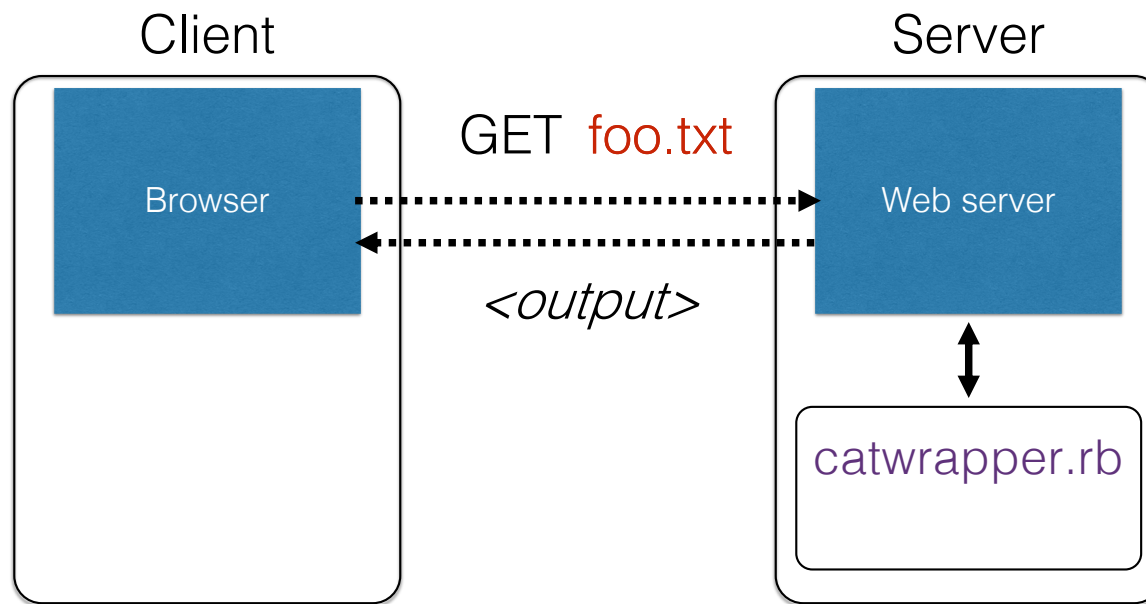 Client
Server
GET foo.txt
Browser
Web server
<output>
catwrapper.rb